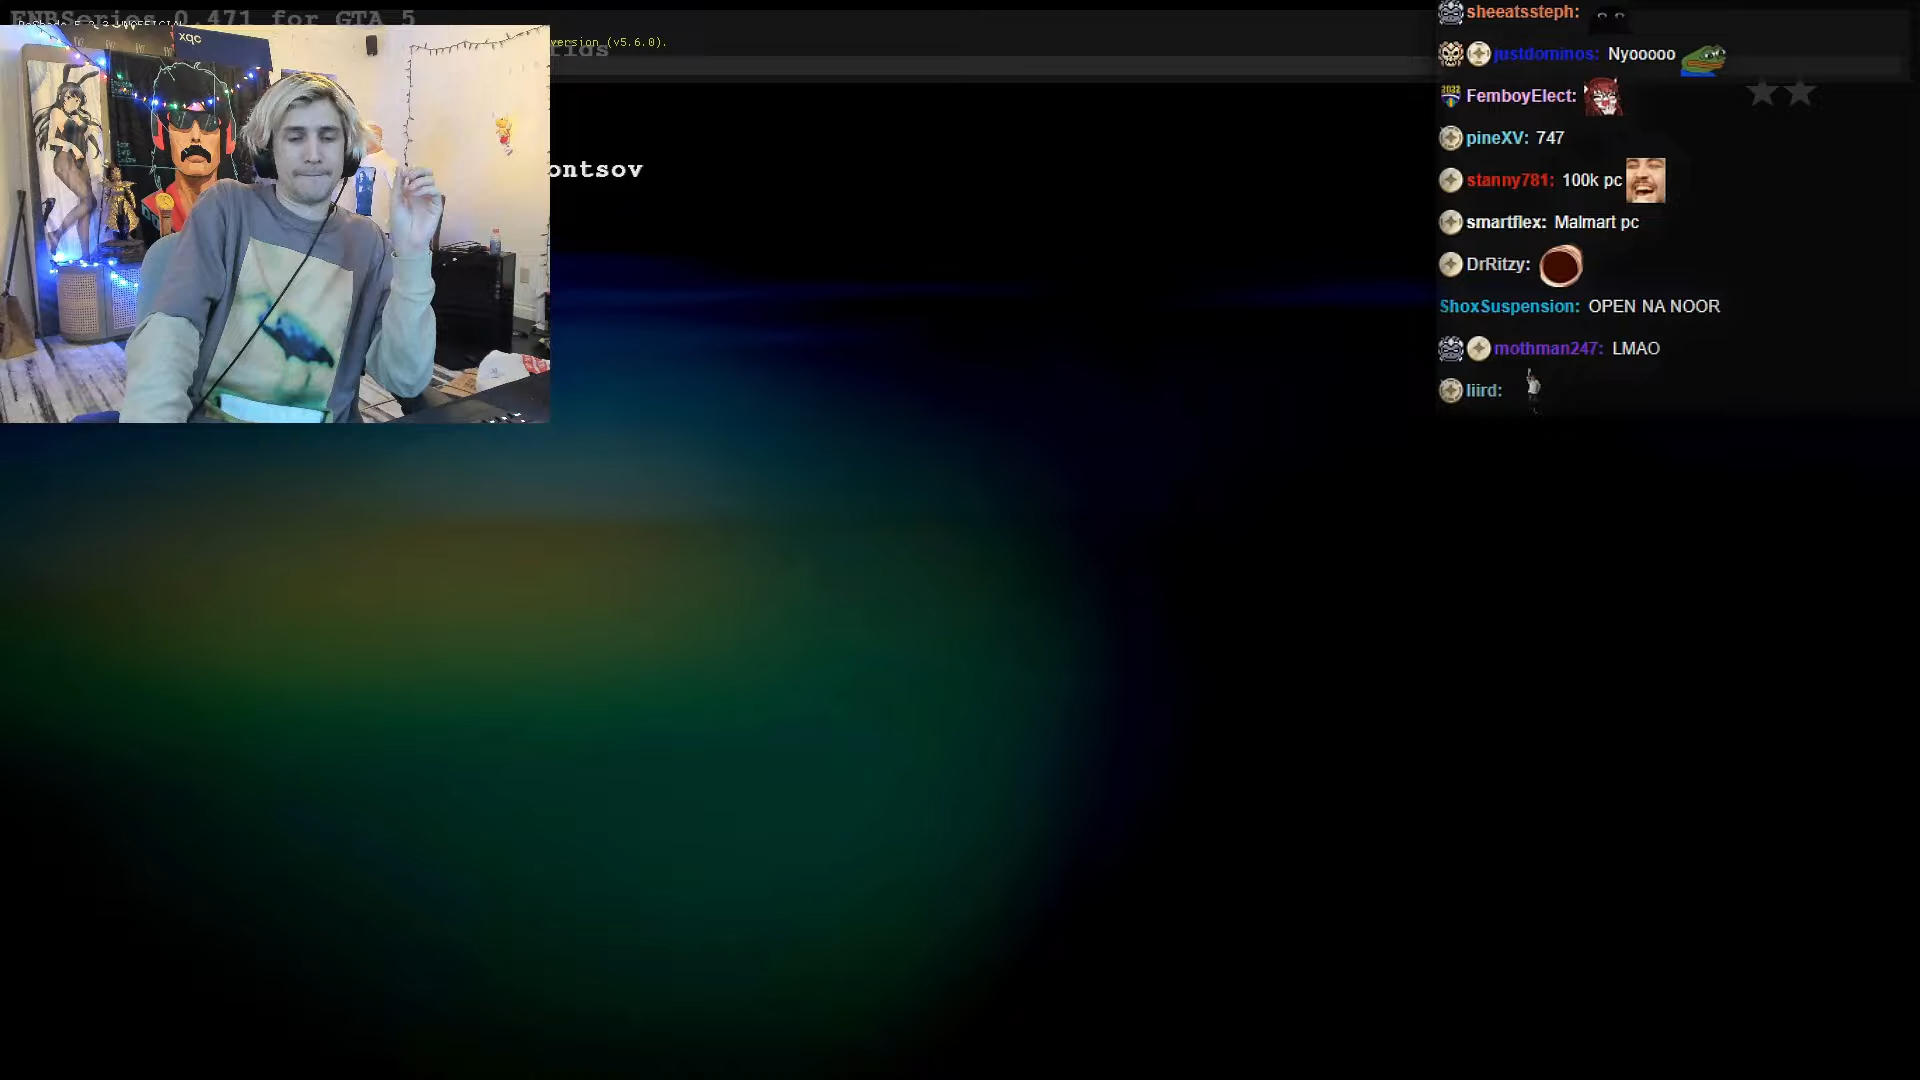 ENBSeries 0.471 for GTA 5
xqc
version (v5.6.0).
ontsov
sheeatssteph:
justdominos: Nyooooo
FemboyElect:
pineXV: 747
stanny781: 100k pc
smartflex: Malmart pc
DrRitzy:
ShoxSuspension: OPEN NA NOOR
mothman247: LMAO
liird: